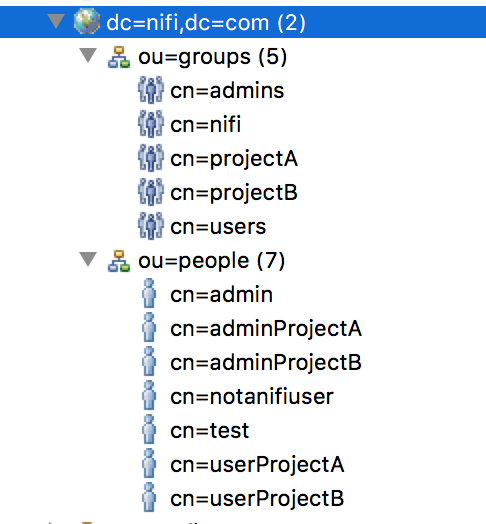 dc=nifi,dc=com (2)
ou=groups (5)
cn=admins
cn=nifi
cn=projectA
cn=projectB
cn=users
ou=people (7)
cn=admin
cn=adminProjectA
cn=adminProjectB
cn=notanifiuser
cn=test
cn=userProjectA
cn=userProjectB